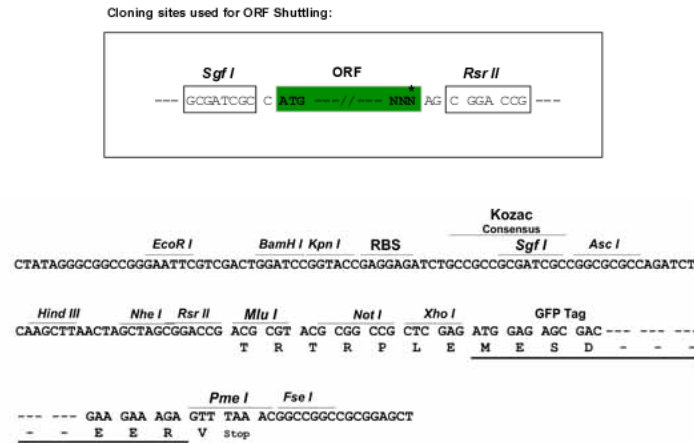 Cloning sites used for ORF Shuttling:
Sgf I ORF Rsr II
--- GCGATCGC C ATG ---//--- NNN* AG C GGA CCG ---
Kozac
Consensus
EcoR I BamH I Kpn I RBS Sgf I Asc I
CTATAGGGCGGCCGGGAATTCGTCGACTGGATCCGGTACCGAGGAGATCTGCCGCCGCGATCGCCGGCGCGCCAGATCT
Hind III Nhe I Rsr II Mlu I Not I Xho I GFP Tag
CAAGCTTAACTAGCTAGCGGACCG ACG CGT ACG CGG CCG CTC GAG ATG GAG AGC GAC--- --- ---
T R T R P L E M E S D - - -
Pme I Fse I
--- --- GAA GAA AGA GTT TAA ACGGCCGGCCGCGGAGCT
- - E E R V Stop